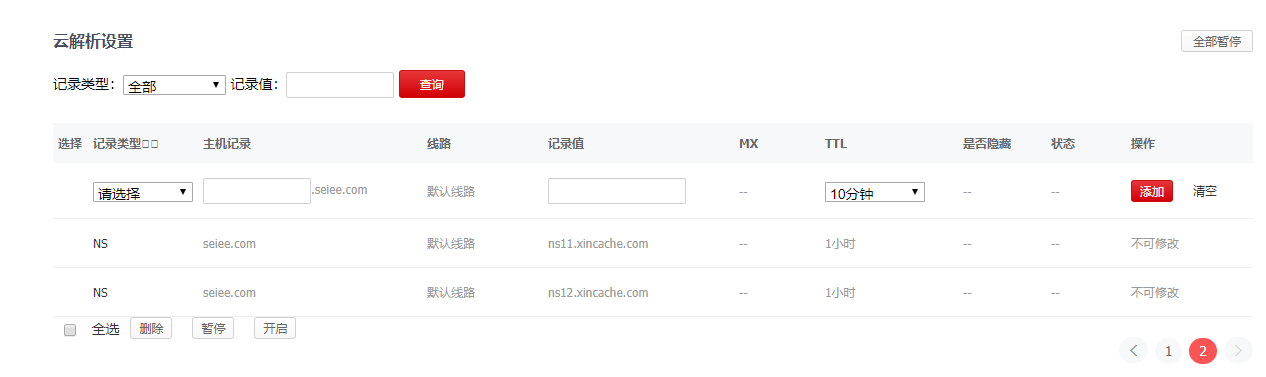 云解析设置
全部暂停
记录类型： 全部 记录值： 查询
选择 记录类型□□ 主机记录 线路 记录值 MX TTL 是否隐藏 状态 操作
请选择 .seiee.com 默认线路 -- 10分钟 -- -- 添加 清空
NS seiee.com 默认线路 ns11.xincache.com -- 1小时 -- -- 不可修改
NS seiee.com 默认线路 ns12.xincache.com -- 1小时 -- -- 不可修改
全选 删除 暂停 开启
1 2